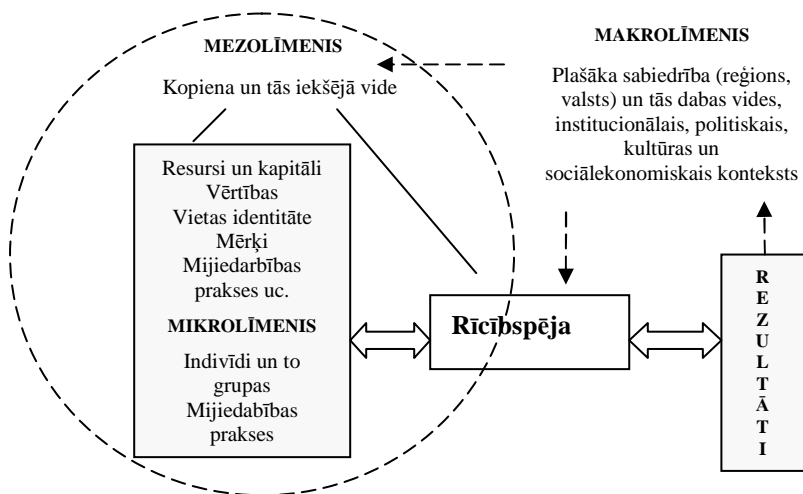 MEZOLĪMENIS
Kopiena un tās iekšējā vide
MAKROLĪMENIS
Plašāka sabiedrība (reģions,
valsts) un tās dabas vides,
institucionālais, politiskais,
kultūras un
sociālekonomiskais konteksts
Resursi un kapitāli
Vērtības
Vietas identitāte
Mērķi
Mijiedarbības
prakses uc.
MIKROLĪMENIS
Indivīdi un to
grupas
Mijiedabības
prakses
Rīcībspēja
R
E
Z
U
L
T
Ā
T
I